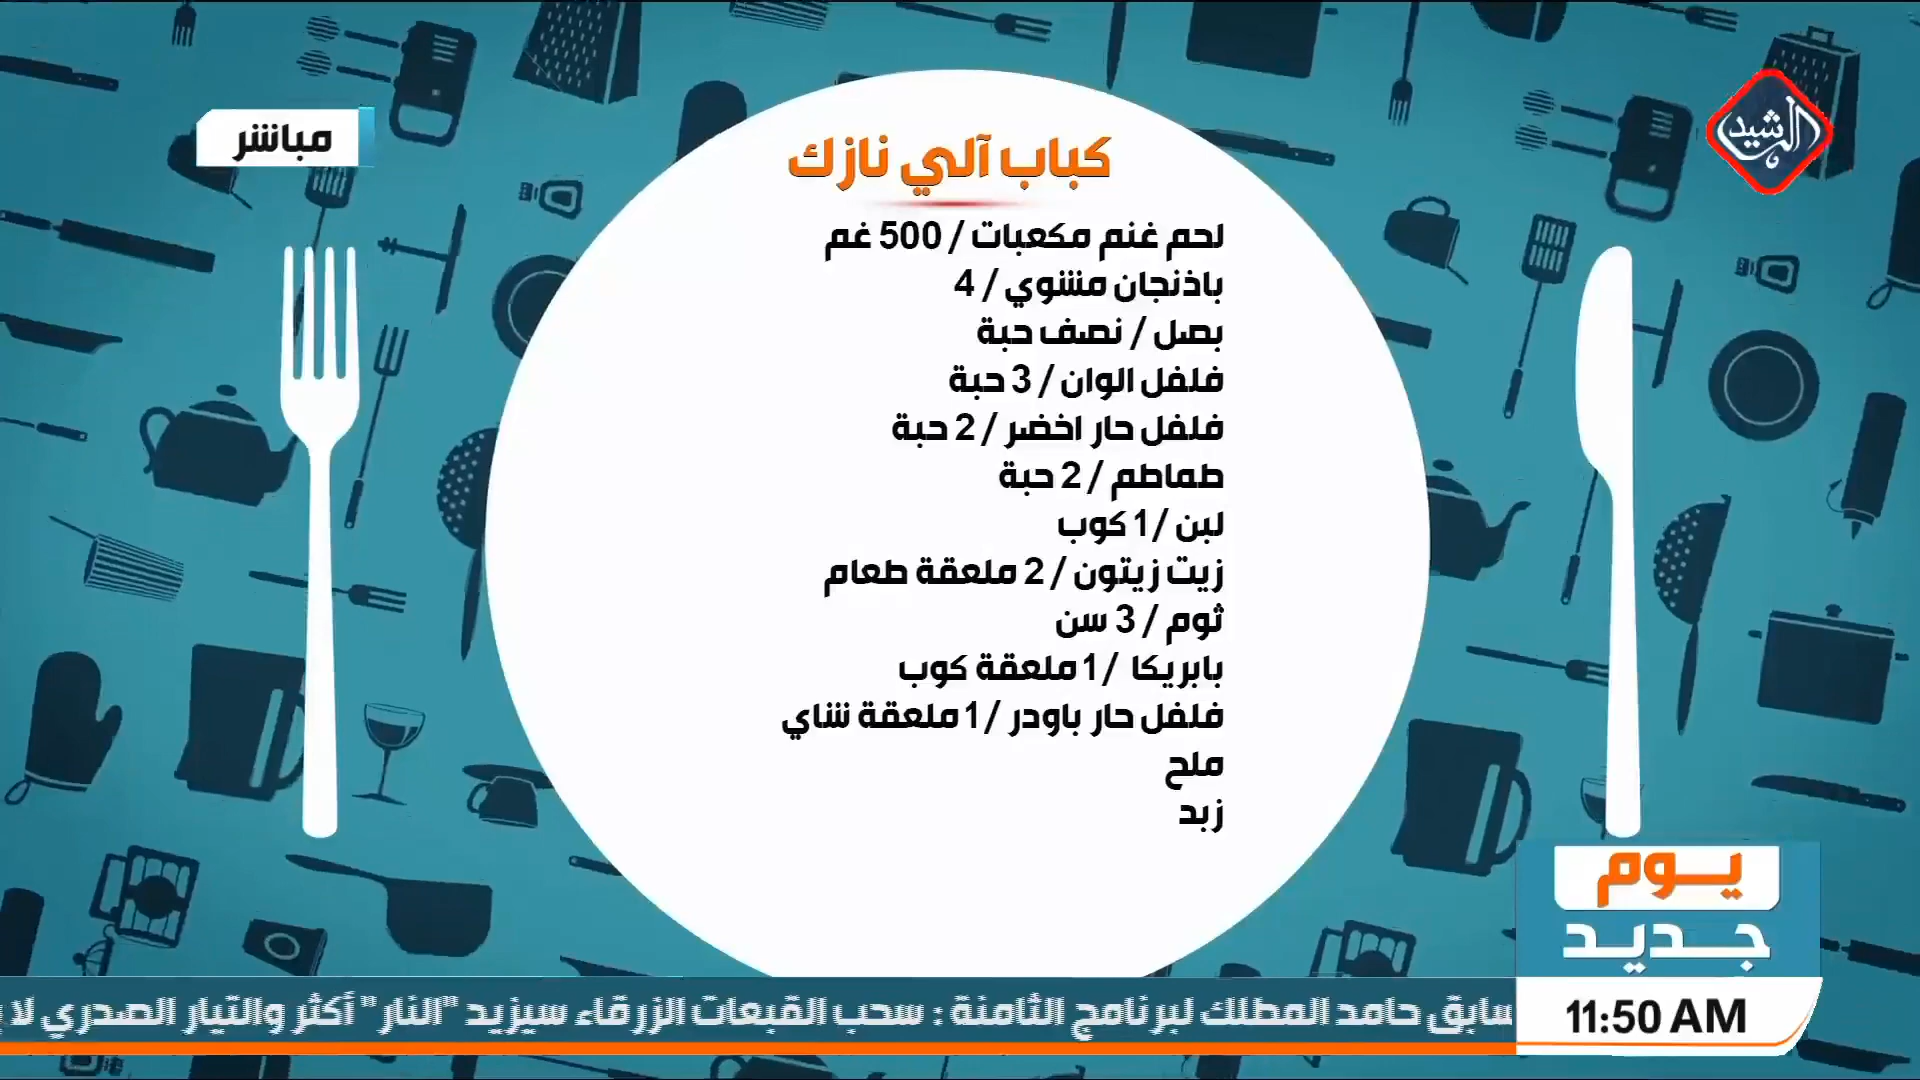 مباشر
الرشيد
كباب آلي نازك
لحم غنم مكعبات / 500 غم
باذنجان مشوي / 4
بصل / نصف حبة
فلفل الوان / 3 حبة
فلفل حار اخضر / 2 حبة
طماطم / 2 حبة
لبن /1 كوب
زيت زيتون / 2 ملعقة طعام
ثوم / 3 سن
بابريكا /1 ملعقة كوب
فلفل حار باودر /1 ملعقة شاي
ملح
زبد
يوم
جديد
سابق حامد المطلك لبرنامج الثامنة : سحب القبعات الزرقاء سيزيد "النار" أكثر والتيار الصدري لا
11:50 AM